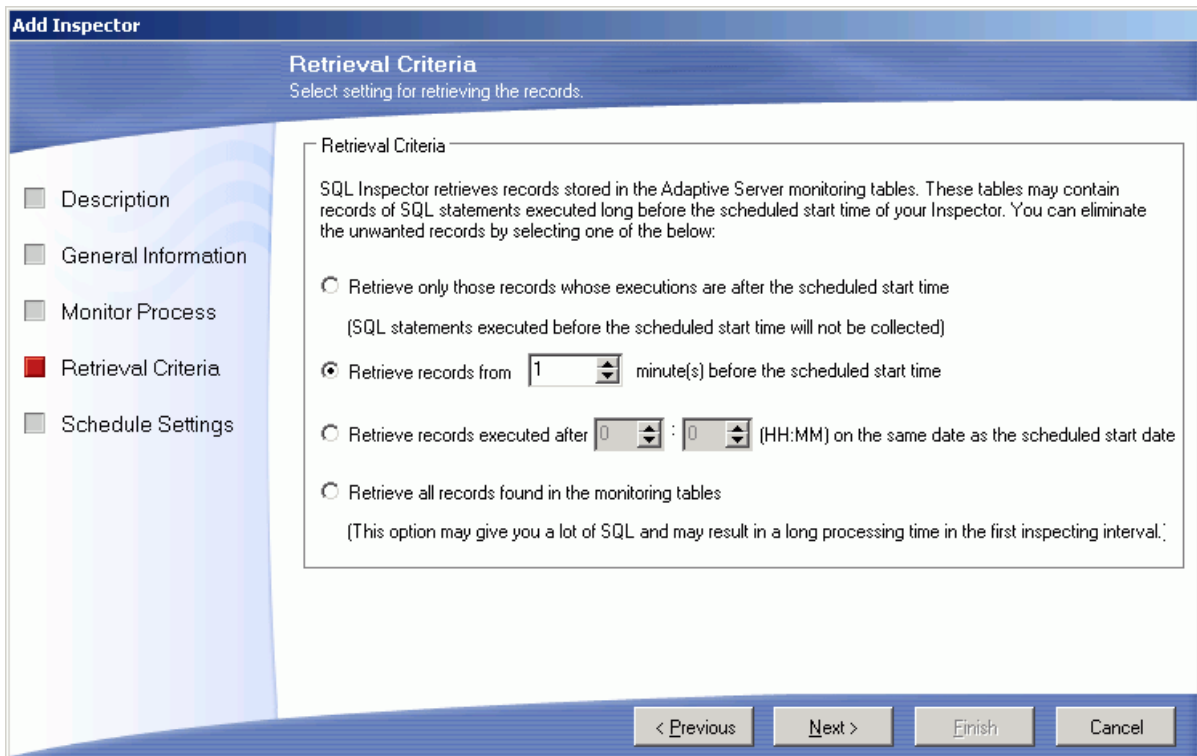 Add Inspector
Retrieval Criteria
Select setting for retrieving the records.
Description
General Information
Monitor Process
Retrieval Criteria
Schedule Settings
Retrieval Criteria
SQL Inspector retrieves records stored in the Adaptive Server monitoring tables. These tables may contain
records of SQL statements executed long before the scheduled start time of your Inspector. You can eliminate
the unwanted records by selecting one of the below:
Retrieve only those records whose executions are after the scheduled start time
(SQL statements executed before the scheduled start time will not be collected)
Retrieve records from 1 minute(s) before the scheduled start time
Retrieve records executed after 0 : 0 (HH:MM) on the same date as the scheduled start date
Retrieve all records found in the monitoring tables
(This option may give you a lot of SQL and may result in a long processing time in the first inspecting interval.)
< Previous
Next >
Finish
Cancel